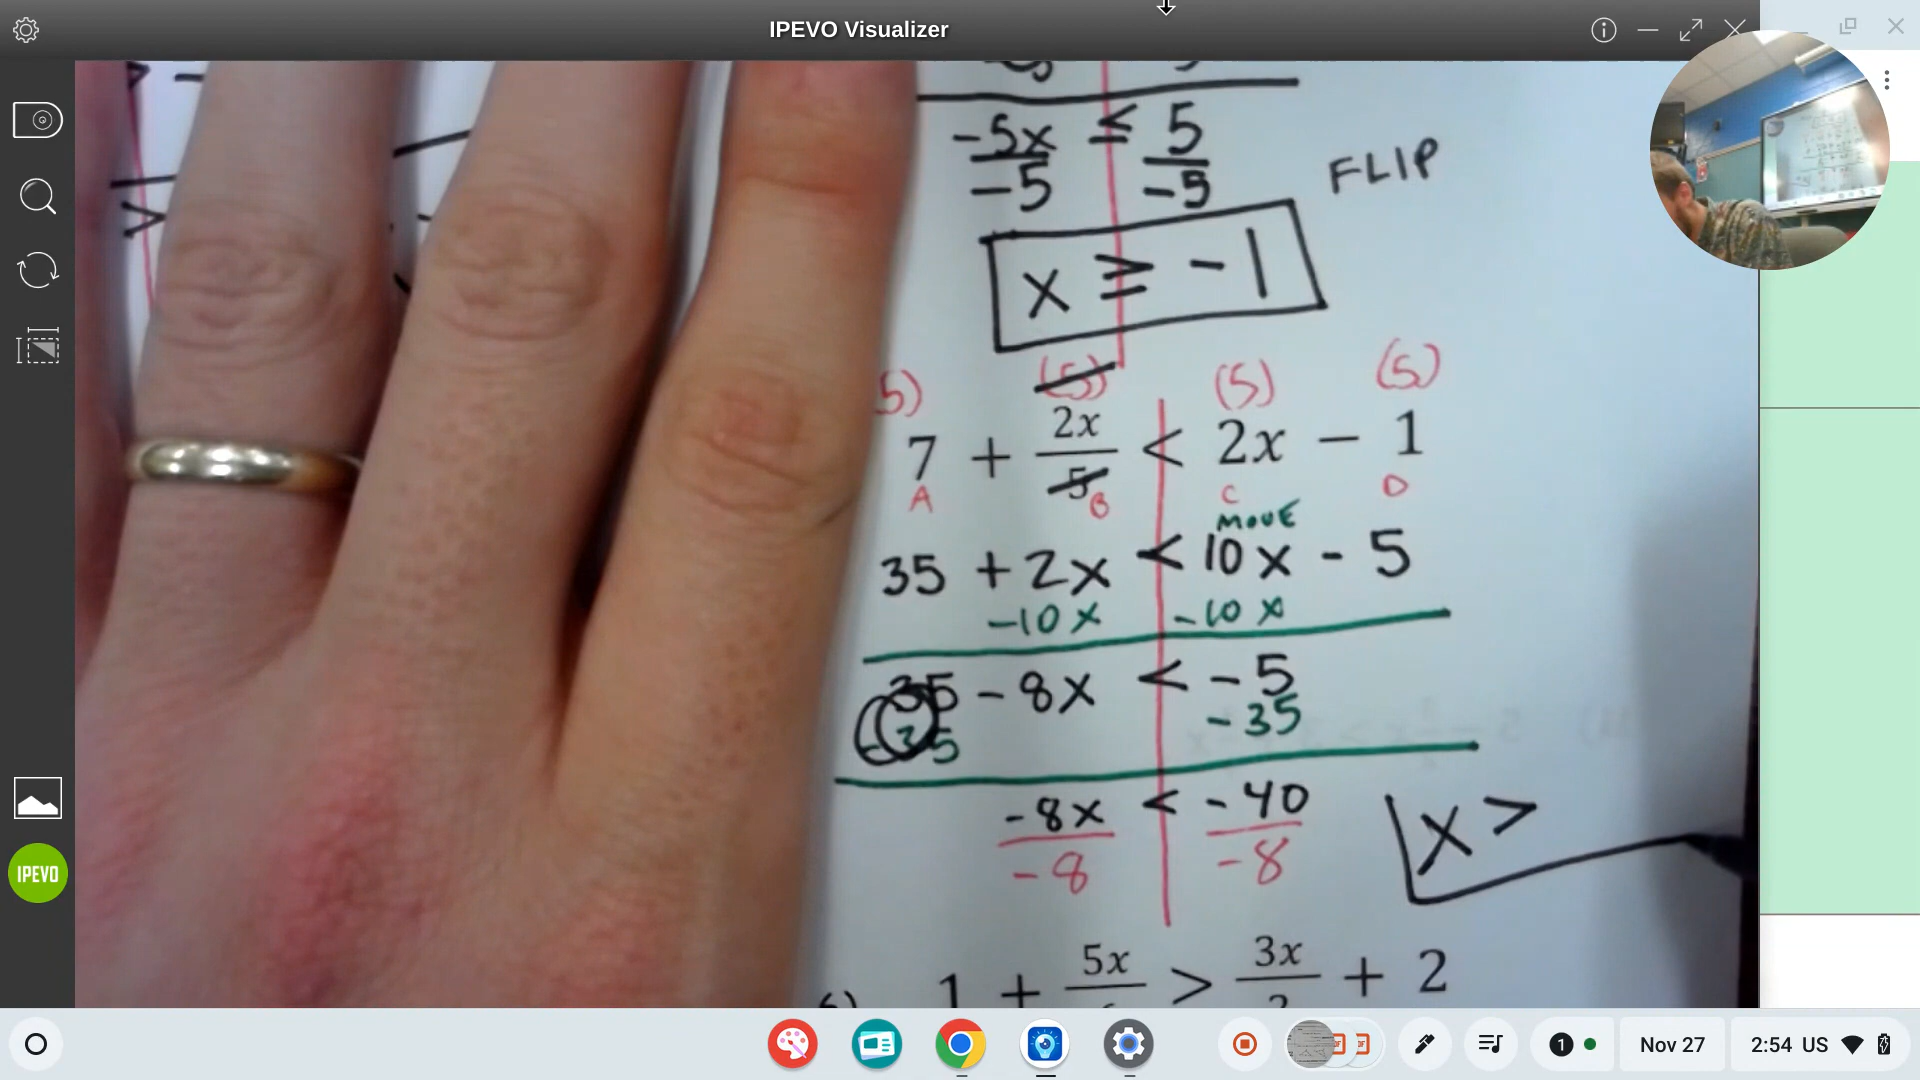 IPEVO Visualizer
-5x ≤ 5
-5 -5
FLIP
x ≥ -1
5) (5) (5) (5)
7 + 2x/5 < 2x − 1
A B C D
MOVE
35 + 2x < 10x - 5
-10x -10x
35 - 8x < -5
-35 -35
-8x < -40
-8 -8
x >
1 + 5x > 3x + 2
IPEVO
1
Nov 27
2:54 US